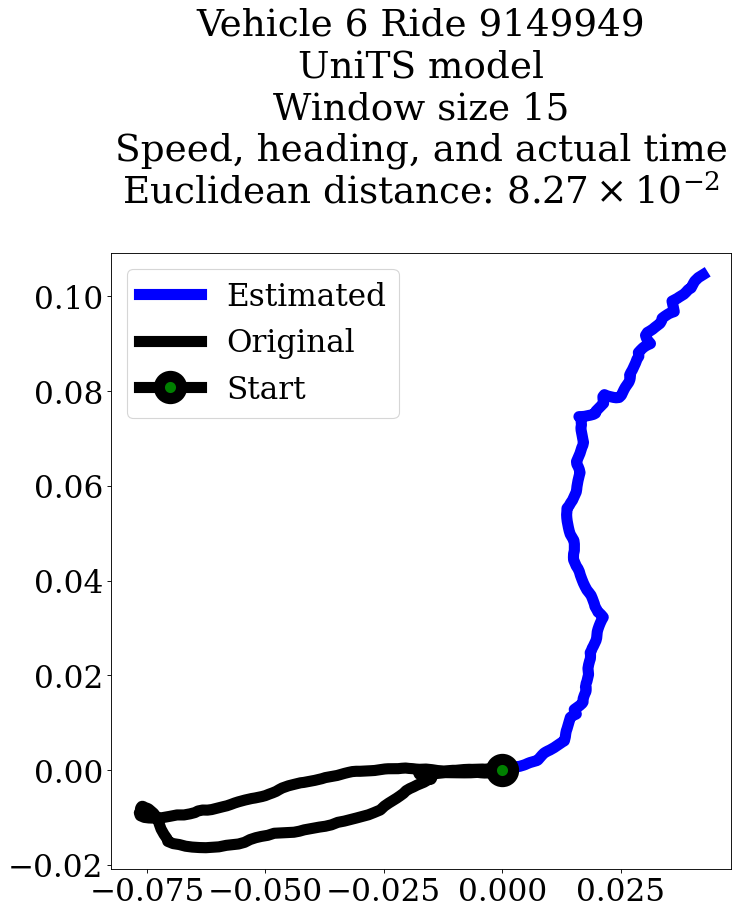 Vehicle 6 Ride 9149949
UniTS model
Window size 15
Speed, heading, and actual time
Euclidean distance: 8.27 × 10⁻²
Estimated
Original
Start
0.10
0.08
0.06
0.04
0.02
0.00
−0.02
−0.075 −0.050 −0.025 0.000 0.025